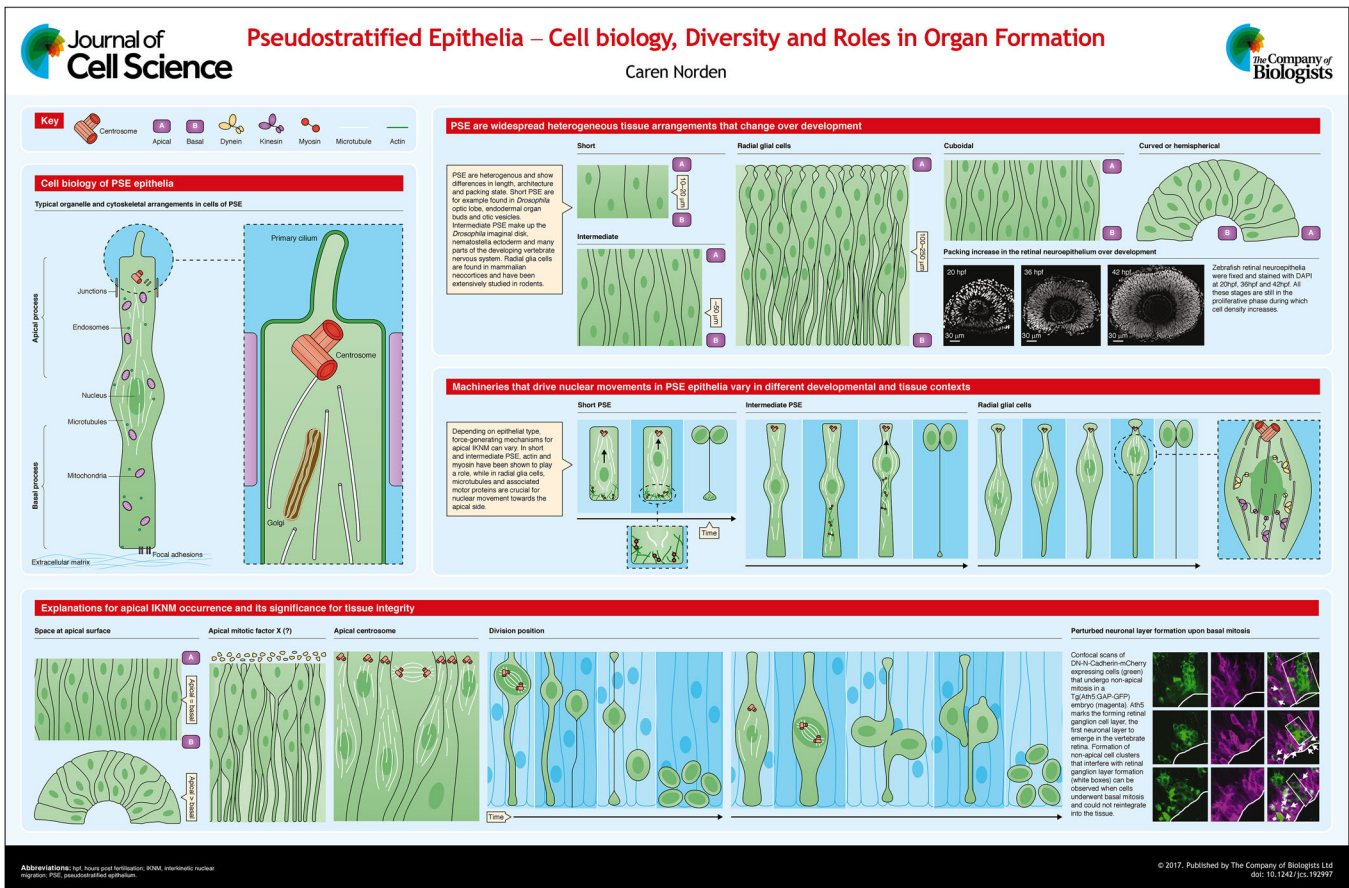 Journal of
Cell Science
Pseudostratified Epithelia – Cell biology, Diversity and Roles in Organ Formation
Caren Norden
The Company of
Biologists
Key
Centrosome
A
Apical
B
Basal
Dynein
Kinesin
Myosin
Microtubule
Actin
Cell biology of PSE epithelia
Typical organelle and cytoskeletal arrangements in cells of PSE
Apical process
Basal process
Junctions
Endosomes
Nucleus
Microtubules
Mitochondria
Focal adhesions
Extracellular matrix
Primary cilium
Centrosome
Golgi
PSE are widespread heterogeneous tissue arrangements that change over development
PSE are heterogenous and show
differences in length, architecture
and packing state. Short PSE are
for example found in Drosophila
optic lobe, endodermal organ
buds and otic vesicles.
Intermediate PSE make up the
Drosophila imaginal disk,
nematostella ectoderm and many
parts of the developing vertebrate
nervous system. Radial glia cells
are found in mammalian
neocortices and have been
extensively studied in rodents.
Short
A
10–20 µm
B
Intermediate
A
~50 µm
B
Radial glial cells
A
100–250 µm
B
Cuboidal
A
B
Curved or hemispherical
B
A
Packing increase in the retinal neuroepithelium over development
20 hpf
30 µm
36 hpf
30 µm
42 hpf
30 µm
Zebrafish retinal neuroepithelia
were fixed and stained with DAPI
at 20hpf, 36hpf and 42hpf. All
these stages are still in the
proliferative phase during which
cell density increases.
Machineries that drive nuclear movements in PSE epithelia vary in different developmental and tissue contexts
Depending on epithelial type,
force-generating mechanisms for
apical IKNM can vary. In short
and intermediate PSE, actin and
myosin have been shown to play
a role, while in radial glia cells,
microtubules and associated
motor proteins are crucial for
nuclear movement towards the
apical side.
Short PSE
Time
Intermediate PSE
Radial glial cells
Explanations for apical IKNM occurrence and its significance for tissue integrity
Space at apical surface
A
Apical = basal
B
Apical > basal
Apical mitotic factor X (?)
Apical centrosome
Division position
Time
Perturbed neuronal layer formation upon basal mitosis
Confocal scans of
DN-N-Cadherin-mCherry
expressing cells (green)
that undergo non-apical
mitosis in a
Tg(Ath5:GAP-GFP)
embryo (magenta). Ath5
marks the forming retinal
ganglion cell layer, the
first neuronal layer to
emerge in the vertebrate
retina. Formation of
non-apical cell clusters
that interfere with retinal
ganglion layer formation
(white boxes) can be
observed when cells
underwent basal mitosis
and could not reintegrate
into the tissue.
Abbreviations: hpf, hours post fertilisation; IKNM, interkinetic nuclear
migration; PSE, pseudostratified epithelium.
© 2017. Published by The Company of Biologists Ltd
doi: 10.1242/jcs.192997